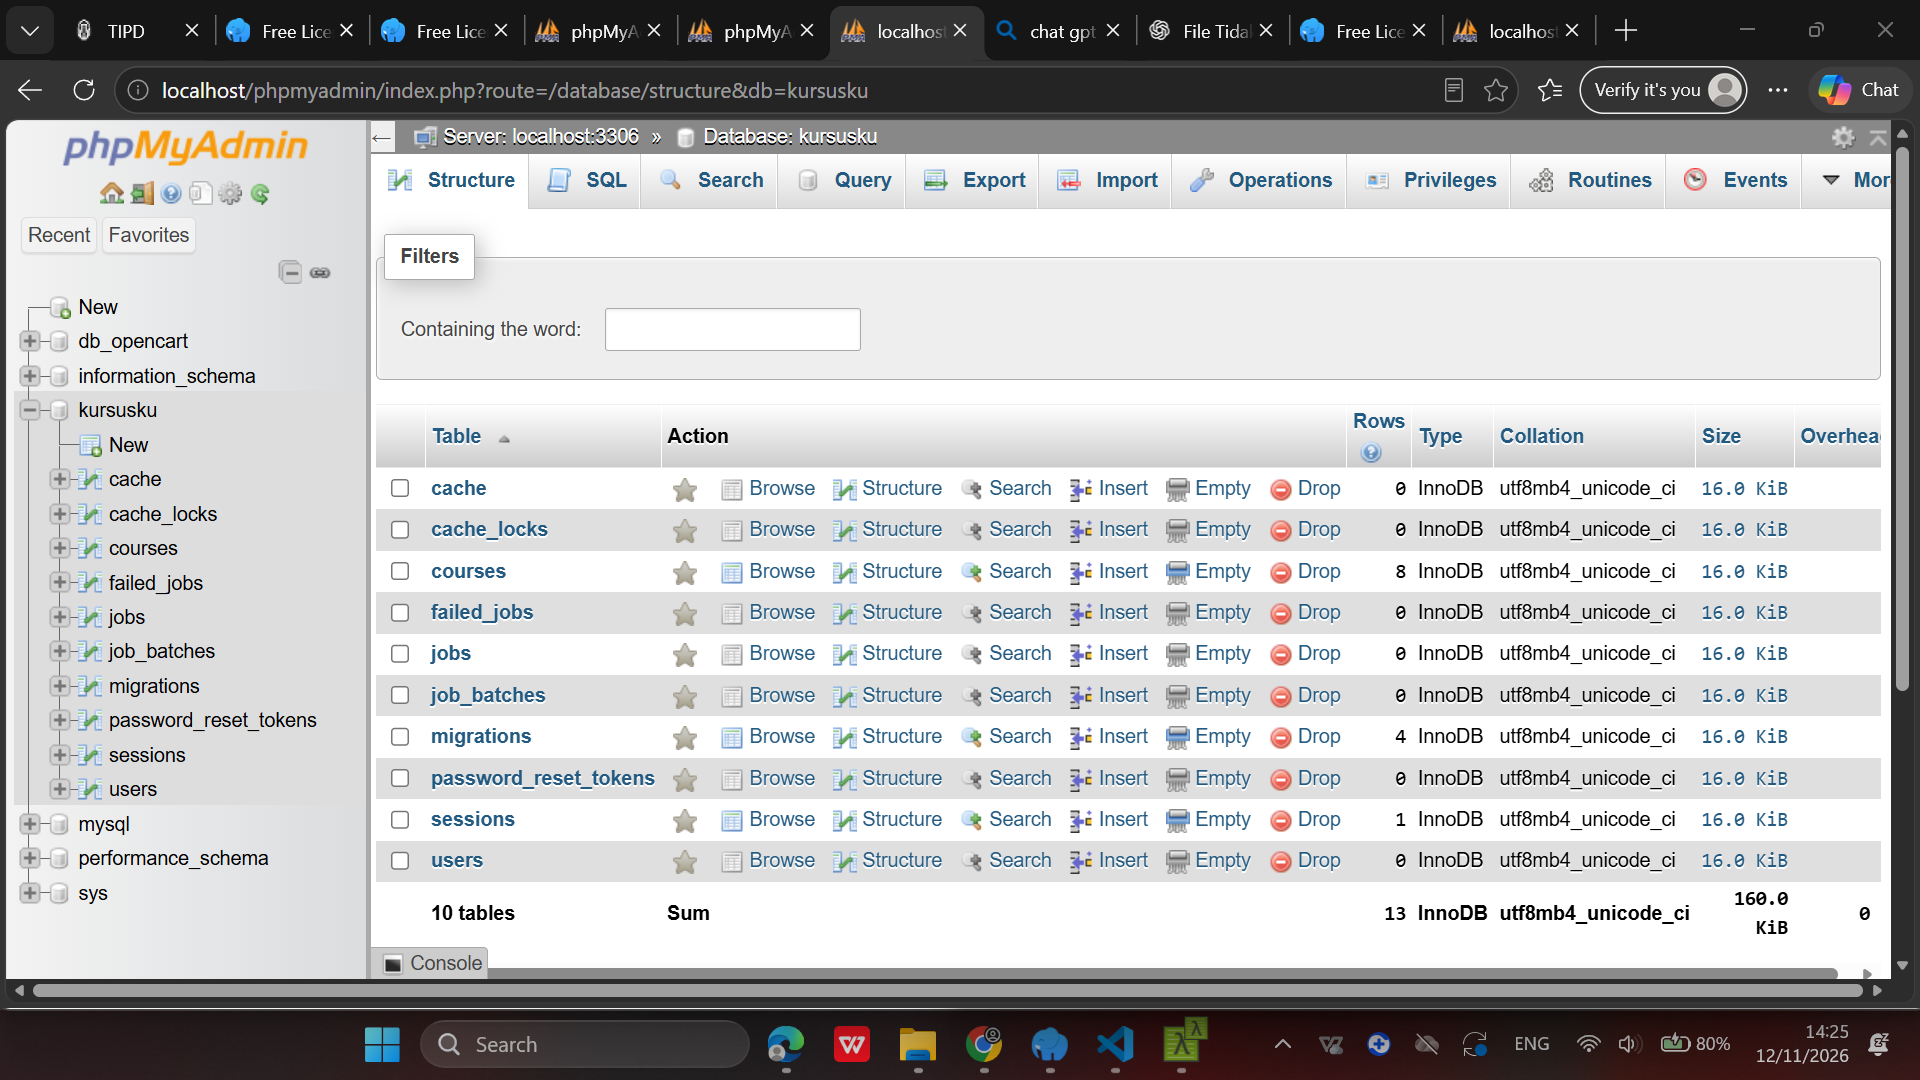 TIPD
Free Lice
Free Lice
phpMyA
phpMyA
localhos
chat gpt
File Tida
Free Lice
localhos
localhost/phpmyadmin/index.php?route=/database/structure&db=kursusku
Verify it's you
Chat
phpMyAdmin
Recent
Favorites
New
db_opencart
information_schema
kursusku
New
cache
cache_locks
courses
failed_jobs
jobs
job_batches
migrations
password_reset_tokens
sessions
users
mysql
performance_schema
sys
Server: localhost:3306 » Database: kursusku
Structure SQL Search Query Export Import Operations Privileges Routines Events Mor
Filters
Containing the word:
Table Action Rows Type Collation Size Overhea
cache Browse Structure Search Insert Empty Drop 0 InnoDB utf8mb4_unicode_ci 16.0 KiB
cache_locks Browse Structure Search Insert Empty Drop 0 InnoDB utf8mb4_unicode_ci 16.0 KiB
courses Browse Structure Search Insert Empty Drop 8 InnoDB utf8mb4_unicode_ci 16.0 KiB
failed_jobs Browse Structure Search Insert Empty Drop 0 InnoDB utf8mb4_unicode_ci 16.0 KiB
jobs Browse Structure Search Insert Empty Drop 0 InnoDB utf8mb4_unicode_ci 16.0 KiB
job_batches Browse Structure Search Insert Empty Drop 0 InnoDB utf8mb4_unicode_ci 16.0 KiB
migrations Browse Structure Search Insert Empty Drop 4 InnoDB utf8mb4_unicode_ci 16.0 KiB
password_reset_tokens Browse Structure Search Insert Empty Drop 0 InnoDB utf8mb4_unicode_ci 16.0 KiB
sessions Browse Structure Search Insert Empty Drop 1 InnoDB utf8mb4_unicode_ci 16.0 KiB
users Browse Structure Search Insert Empty Drop 0 InnoDB utf8mb4_unicode_ci 16.0 KiB
10 tables Sum 13 InnoDB utf8mb4_unicode_ci 160.0 KiB 0
Console
Search
ENG
80%
14:25
12/11/2026